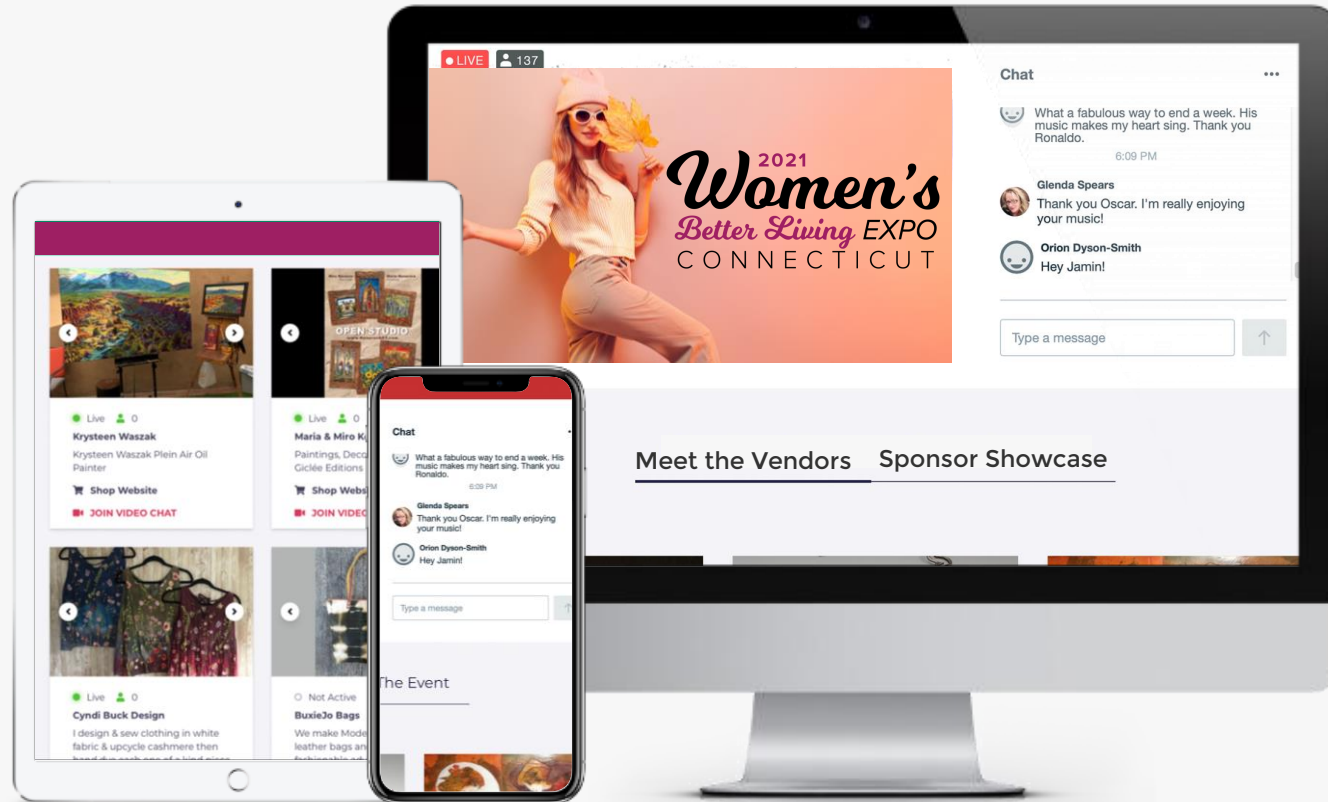 LIVE 137
2021
Women's
Better Living EXPO
CONNECTICUT
Chat
What a fabulous way to end a week. His
music makes my heart sing. Thank you
Ronaldo.
6:09 PM
Glenda Spears
Thank you Oscar. I'm really enjoying
your music!
Orion Dyson-Smith
Hey Jamin!
Type a message
Meet the Vendors Sponsor Showcase
OPEN STUDIO
Live 0
Krysteen Waszak
Krysteen Waszak Plein Air Oil
Painter
Shop Website
JOIN VIDEO CHAT
Live 0
Maria & Miro
Paintings,
Giclée Editions
Shop
JOIN
Live 0
Cyndi Buck Design
I design & sew clothing in white
fabric & upcycle cashmere then
Not Active
BuxieJo Bags
We make
leather bags
Chat
What a fabulous way to end a week. His
music makes my heart sing. Thank you
Ronaldo.
6:09 PM
Glenda Spears
Thank you Oscar. I'm really enjoying
your music!
Orion Dyson-Smith
Hey Jamin!
Type a message
The Event